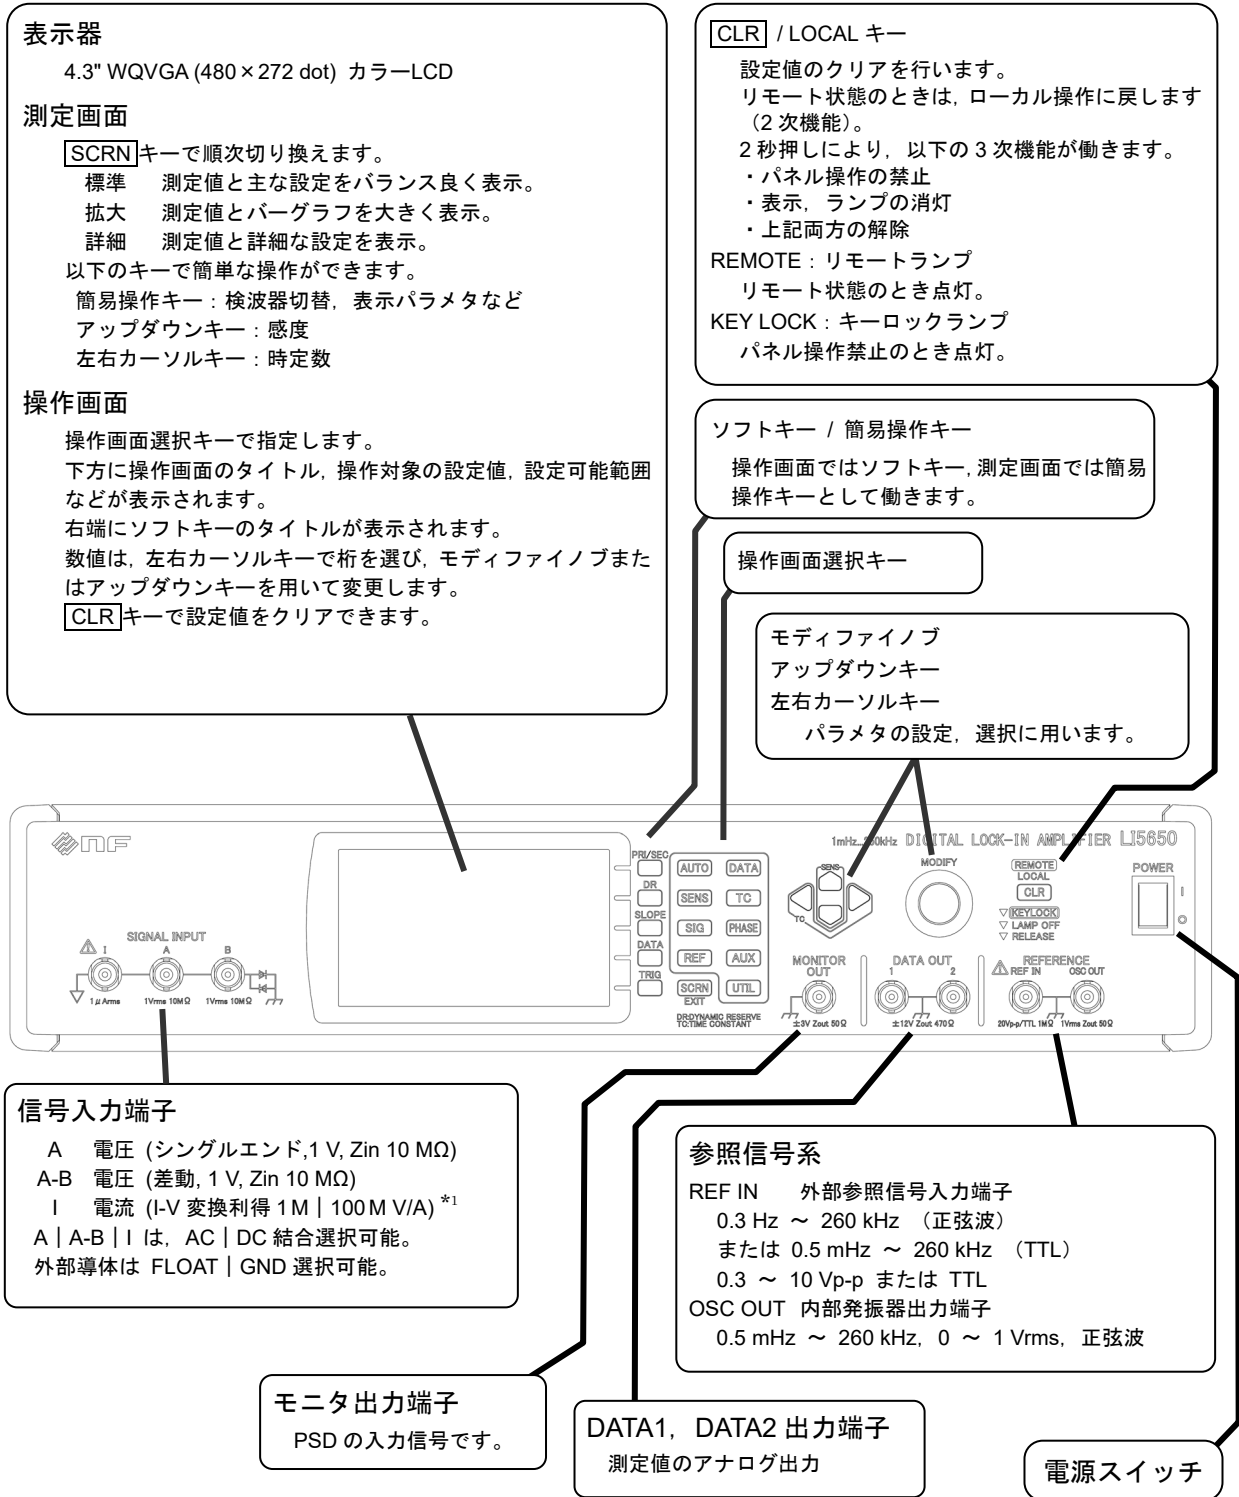 表示器
4.3" WQVGA (480×272 dot) カラーLCD
測定画面
SCRN キーで順次切り換えます。
標準 測定値と主な設定をバランス良く表示。
拡大 測定値とバーグラフを大きく表示。
詳細 測定値と詳細な設定を表示。
以下のキーで簡単な操作ができます。
簡易操作キー：検波器切替，表示パラメタなど
アップダウンキー：感度
左右カーソルキー：時定数
操作画面
操作画面選択キーで指定します。
下方に操作画面のタイトル，操作対象の設定値，設定可能範囲
などが表示されます。
右端にソフトキーのタイトルが表示されます。
数値は，左右カーソルキーで桁を選び，モディファイノブまた
はアップダウンキーを用いて変更します。
CLR キーで設定値をクリアできます。
CLR / LOCAL キー
設定値のクリアを行います。
リモート状態のときは，ローカル操作に戻します
（2 次機能）。
2 秒押しにより，以下の 3 次機能が働きます。
・パネル操作の禁止
・表示，ランプの消灯
・上記両方の解除
REMOTE：リモートランプ
リモート状態のとき点灯。
KEY LOCK：キーロックランプ
パネル操作禁止のとき点灯。
ソフトキー / 簡易操作キー
操作画面ではソフトキー，測定画面では簡易
操作キーとして働きます。
操作画面選択キー
モディファイノブ
アップダウンキー
左右カーソルキー
パラメタの設定，選択に用います。
NF
1mHz...250kHz DIGITAL LOCK-IN AMPLIFIER LI5650
PRI/SEC
DR
SLOPE
DATA
TRIG
AUTO DATA
SENS TC
SIG PHASE
REF AUX
SCRN UTIL
EXIT
DR:DYNAMIC RESERVE
TC:TIME CONSTANT
SENS
TC
MODIFY
REMOTE
LOCAL
CLR
▽ KEYLOCK
▽ LAMP OFF
▽ RELEASE
POWER
I
○
SIGNAL INPUT
I A B
1μArms 1Vrms 10MΩ 1Vrms 10MΩ
MONITOR
OUT
±3V Zout 50Ω
DATA OUT
1 2
±12V Zout 470Ω
REFERENCE
REF IN OSC OUT
20Vp-p/TTL 1MΩ 1Vrms Zout 50Ω
信号入力端子
A 電圧 (シングルエンド,1 V, Zin 10 MΩ)
A-B 電圧 (差動, 1 V, Zin 10 MΩ)
I 電流 (I-V 変換利得 1 M｜100 M V/A) *1
A｜A-B｜I は，AC｜DC 結合選択可能。
外部導体は FLOAT｜GND 選択可能。
参照信号系
REF IN 外部参照信号入力端子
0.3 Hz ～ 260 kHz （正弦波）
または 0.5 mHz ～ 260 kHz （TTL）
0.3 ～ 10 Vp-p または TTL
OSC OUT 内部発振器出力端子
0.5 mHz ～ 260 kHz，0 ～ 1 Vrms，正弦波
モニタ出力端子
PSD の入力信号です。
DATA1，DATA2 出力端子
測定値のアナログ出力
電源スイッチ